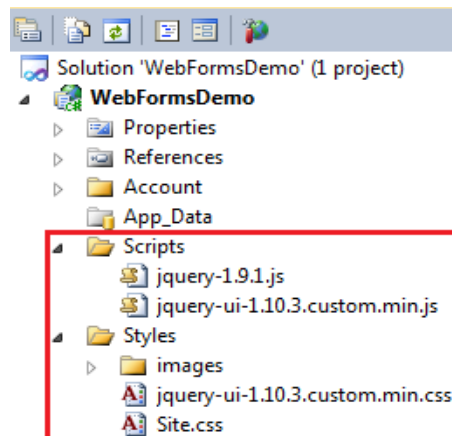 Solution 'WebFormsDemo' (1 project)
WebFormsDemo
Properties
References
Account
App_Data
Scripts
jquery-1.9.1.js
jquery-ui-1.10.3.custom.min.js
Styles
images
jquery-ui-1.10.3.custom.min.css
Site.css